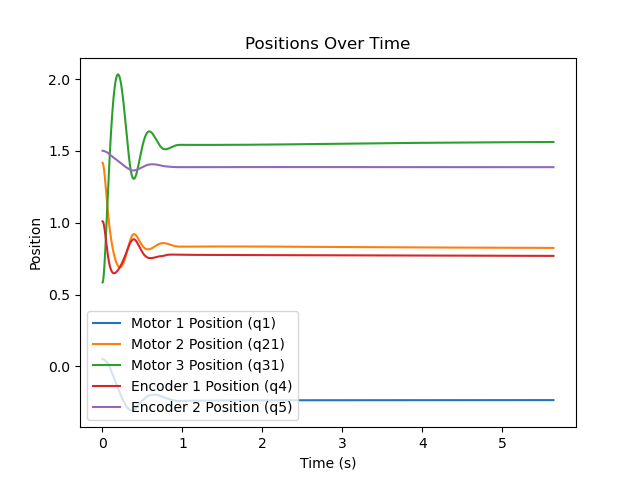 Positions Over Time
2.0
1.5
1.0
0.5
0.0
Position
Motor 1 Position (q1)
Motor 2 Position (q21)
Motor 3 Position (q31)
Encoder 1 Position (q4)
Encoder 2 Position (q5)
0 1 2 3 4 5
Time (s)